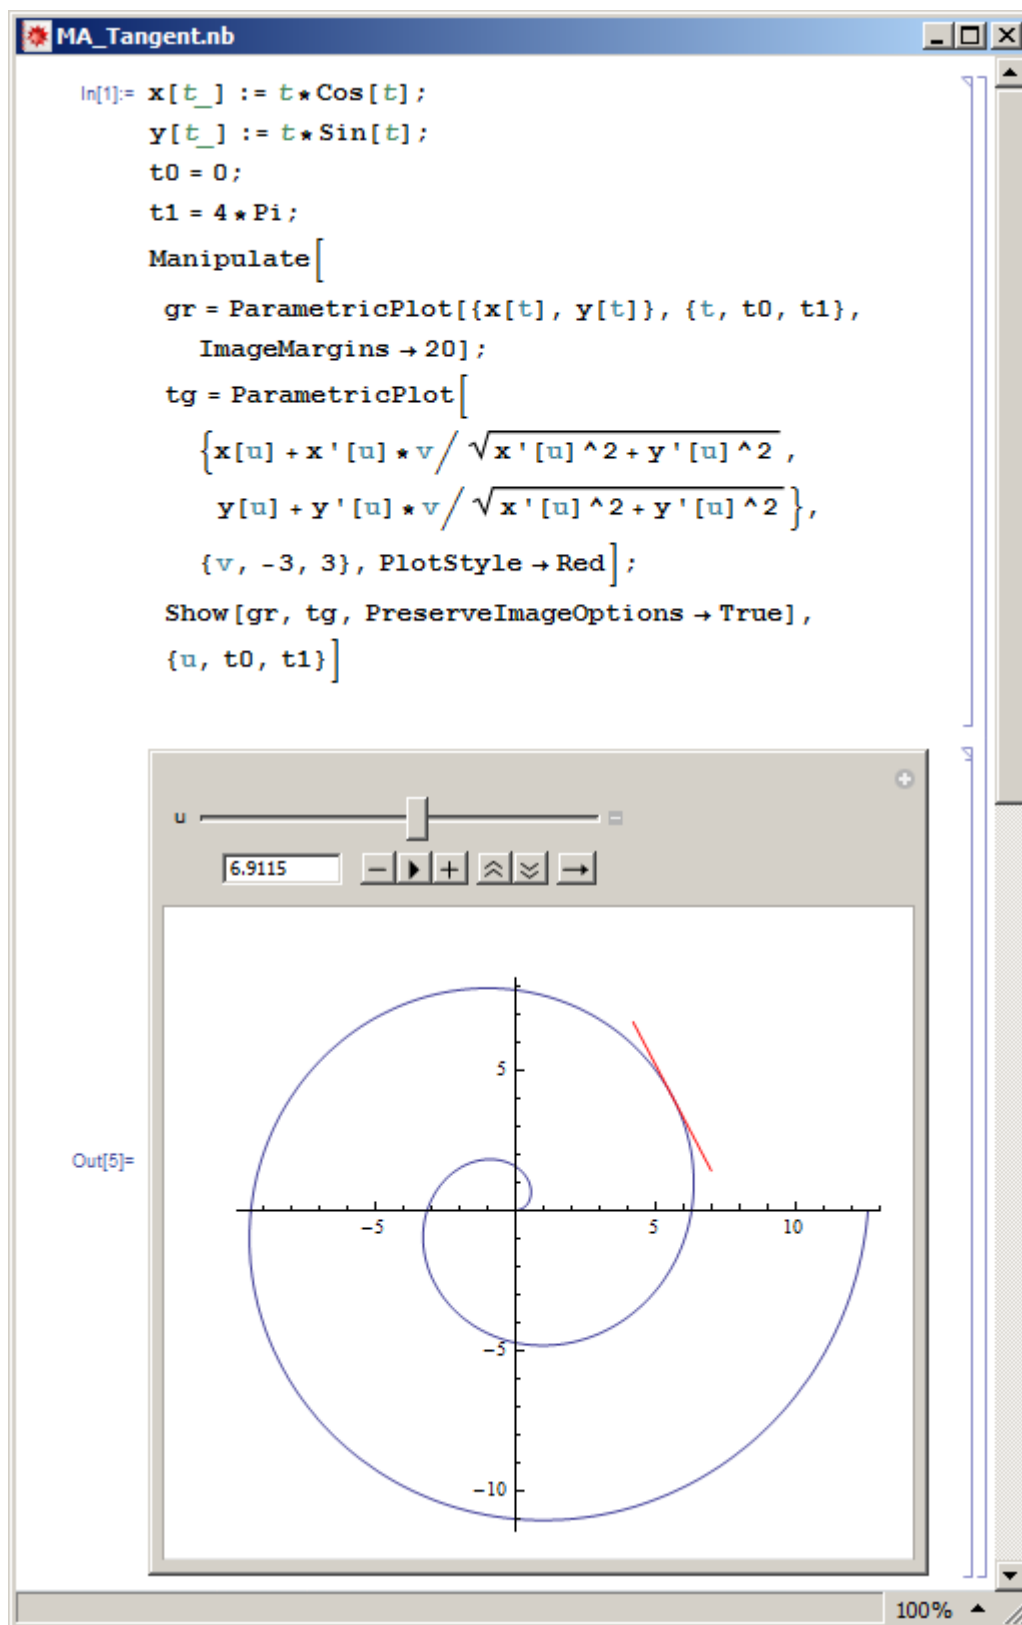 MA_Tangent.nb
In[1]:= x[t_] := t*Cos[t];
y[t_] := t*Sin[t];
t0 = 0;
t1 = 4*Pi;
Manipulate[
gr = ParametricPlot[{x[t], y[t]}, {t, t0, t1},
ImageMargins → 20];
tg = ParametricPlot[
{x[u] + x'[u]*v/√x'[u]^2 + y'[u]^2,
y[u] + y'[u]*v/√x'[u]^2 + y'[u]^2},
{v, -3, 3}, PlotStyle → Red];
Show[gr, tg, PreserveImageOptions → True],
{u, t0, t1}]
u
6.9115
5
Out[5]=
-5 5 10
-5
-10
100%